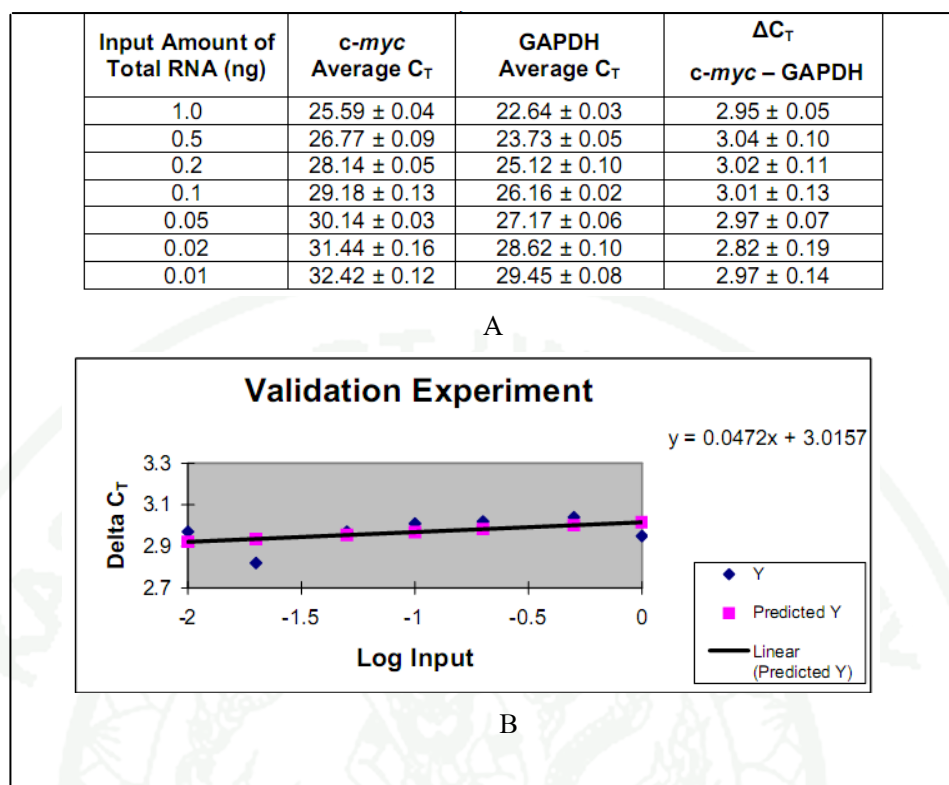 Input Amount of Total RNA (ng) c-myc Average CT GAPDH Average CT ΔCT c-myc – GAPDH
1.0 25.59 ± 0.04 22.64 ± 0.03 2.95 ± 0.05
0.5 26.77 ± 0.09 23.73 ± 0.05 3.04 ± 0.10
0.2 28.14 ± 0.05 25.12 ± 0.10 3.02 ± 0.11
0.1 29.18 ± 0.13 26.16 ± 0.02 3.01 ± 0.13
0.05 30.14 ± 0.03 27.17 ± 0.06 2.97 ± 0.07
0.02 31.44 ± 0.16 28.62 ± 0.10 2.82 ± 0.19
0.01 32.42 ± 0.12 29.45 ± 0.08 2.97 ± 0.14
A
Validation Experiment
y = 0.0472x + 3.0157
Delta CT
3.3
3.1
2.9
2.7
-2 -1.5 -1 -0.5 0
Log Input
Y
Predicted Y
Linear
(Predicted Y)
B